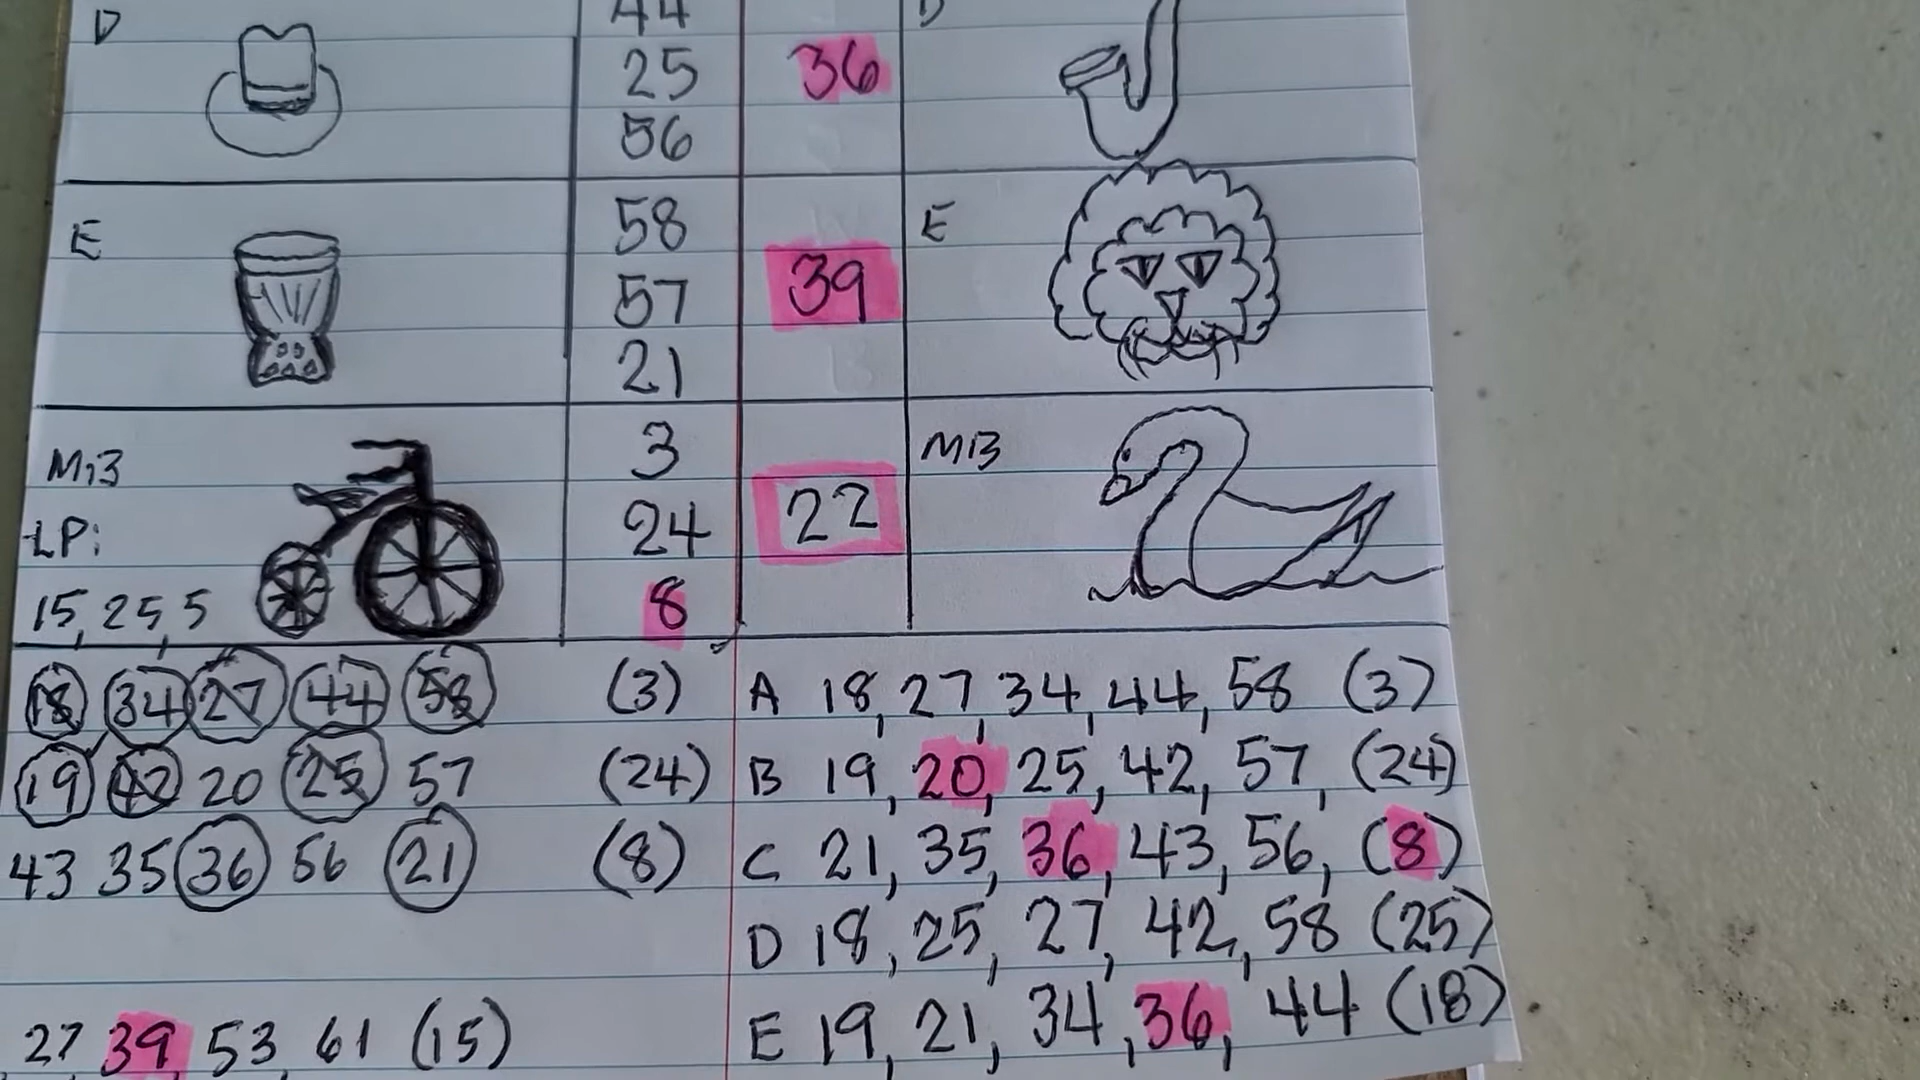 D
44
25
56
36
D
E
58
57
21
39
E
MB
LP:
15, 25, 5
3
24
8
22
MB
18 34 27 44 58 (3)
19 42 20 25 57 (24)
43 35 36 56 21 (8)
27, 39, 53, 61 (15)
A 18, 27, 34, 44, 58 (3)
B 19, 20, 25, 42, 57, (24)
C 21, 35, 36, 43, 56, (8)
D 18, 25, 27, 42, 58 (25)
E 19, 21, 34, 36, 44 (18)